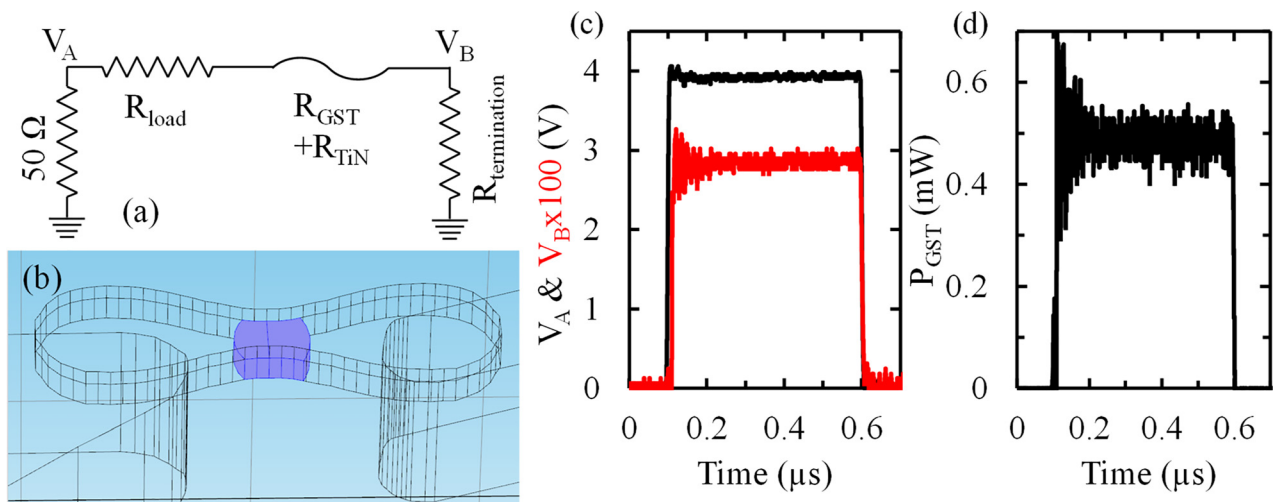 (a)
V_A
V_B
R_load
R_GST
+R_TiN
50 Ω
R_termination
(b)
(c)
V_A & V_Bx100 (V)
4
3
2
1
0
0 0.2 0.4 0.6
Time (µs)
(d)
P_GST (mW)
0.6
0.4
0.2
0
0 0.2 0.4 0.6
Time (µs)